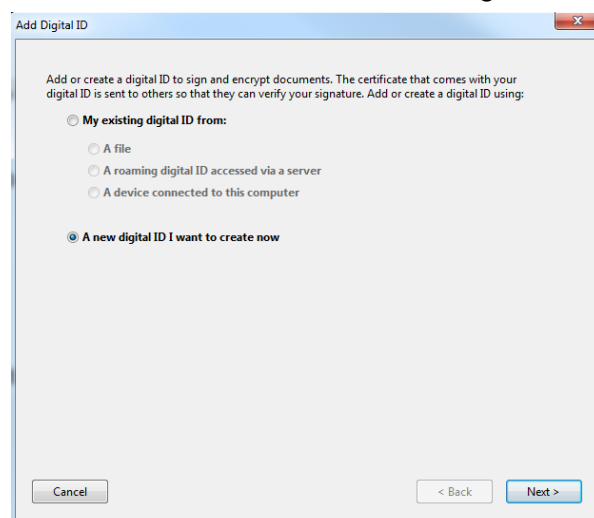 Add Digital ID
Add or create a digital ID to sign and encrypt documents. The certificate that comes with your
digital ID is sent to others so that they can verify your signature. Add or create a digital ID using:
My existing digital ID from:
A file
A roaming digital ID accessed via a server
A device connected to this computer
A new digital ID I want to create now
Cancel < Back Next >